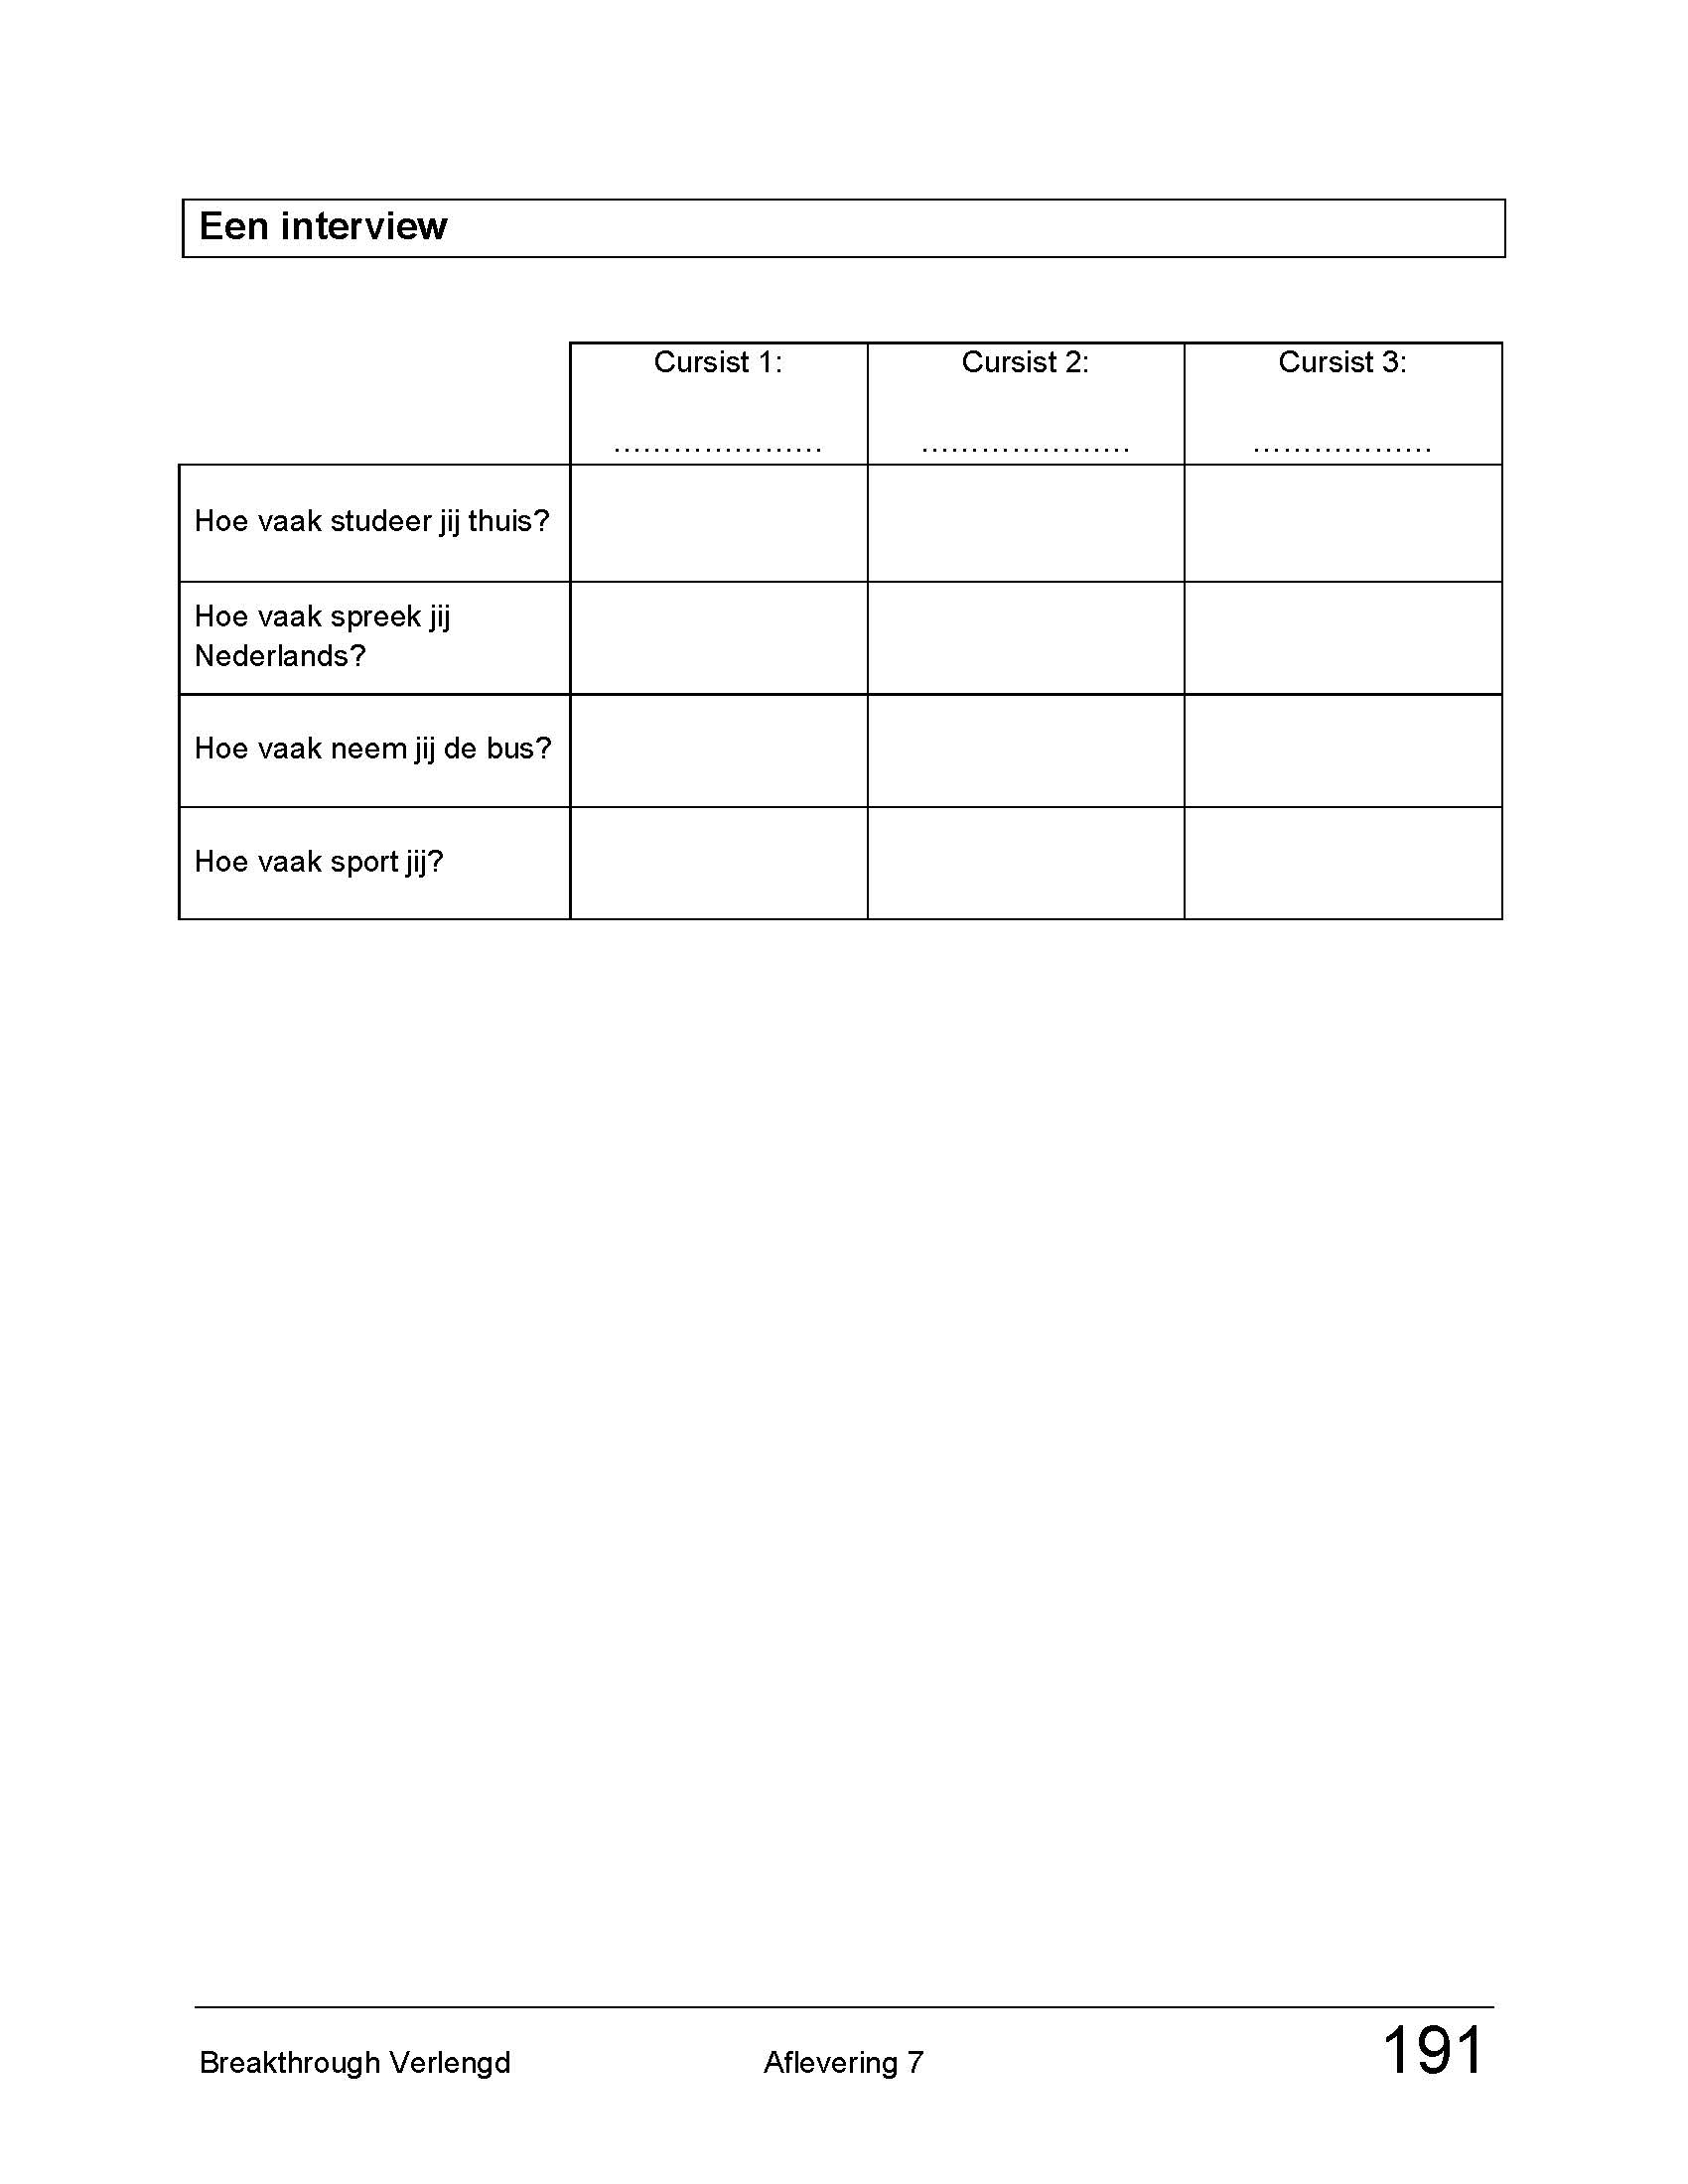 Een interview
Cursist 1: Cursist 2: Cursist 3:
..................... ..................... ..................
Hoe vaak studeer jij thuis?
Hoe vaak spreek jij
Nederlands?
Hoe vaak neem jij de bus?
Hoe vaak sport jij?
Breakthrough Verlengd Aflevering 7 191